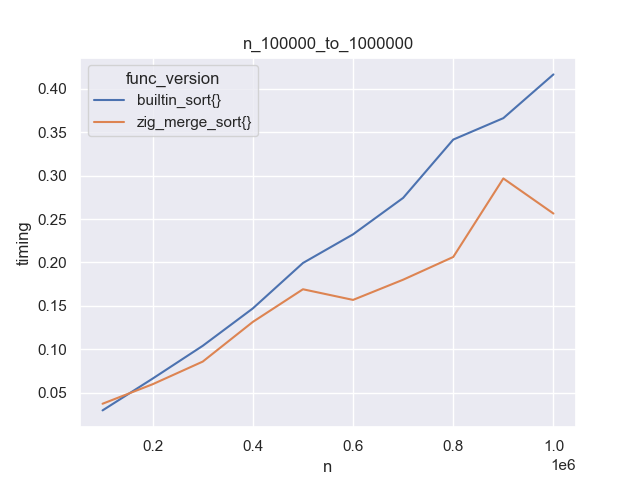 n_100000_to_1000000
func_version
builtin_sort{}
zig_merge_sort{}
0.40
0.35
0.30
0.25
0.20
0.15
0.10
0.05
timing
0.2
0.4
0.6
0.8
1.0
1e6
n